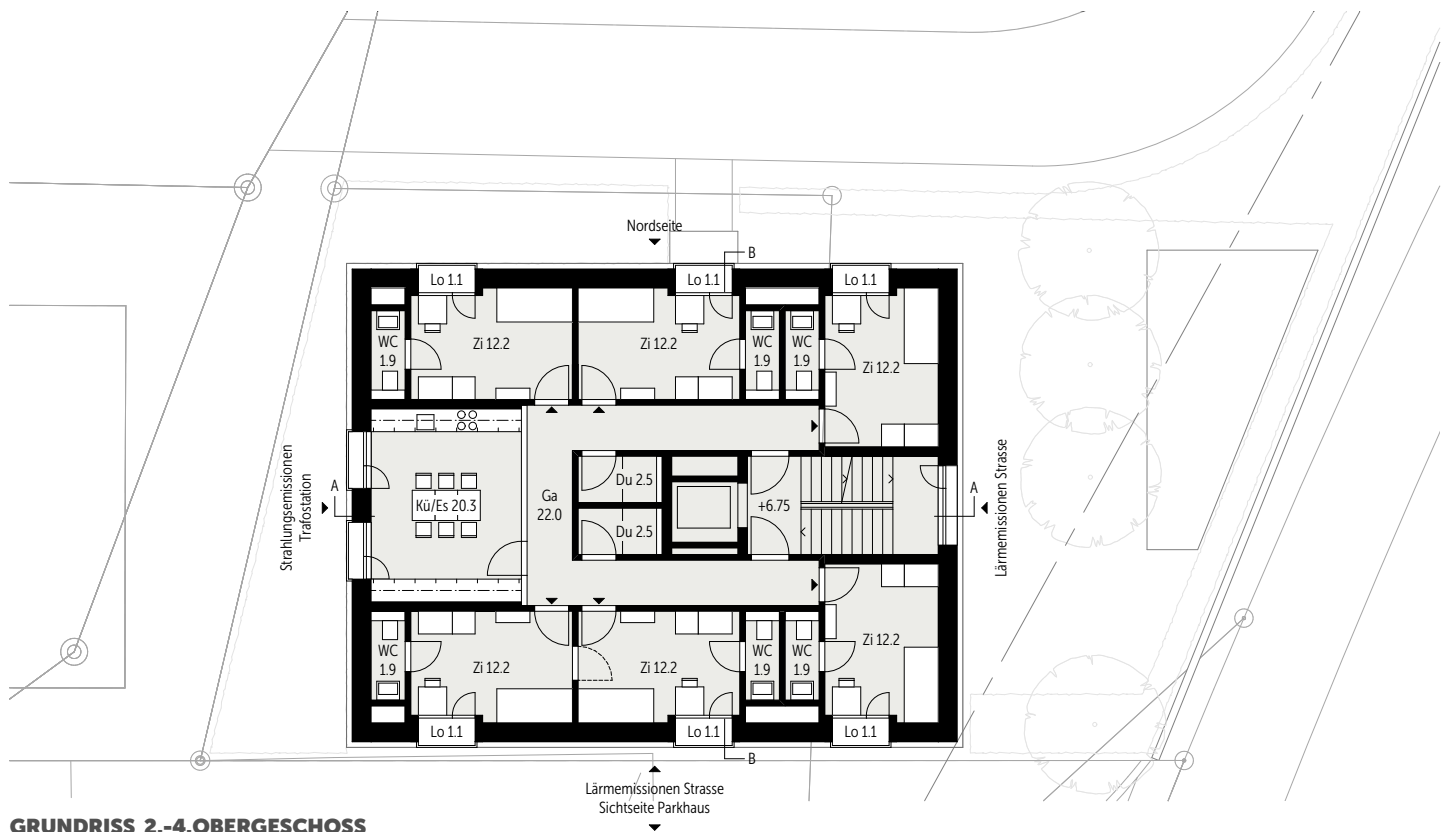 Nordseite
B
Lo 1.1
Lo 1.1
Lo 1.1
WC
1.9
Zi 12.2
Zi 12.2
WC
1.9
WC
1.9
Zi 12.2
Strahlungsemissionen
Trafostation
A
Kü/Es 20.3
Ga
22.0
Du 2.5
Du 2.5
+6.75
A
Lärmemissionen Strasse
WC
1.9
Zi 12.2
Zi 12.2
WC
1.9
WC
1.9
Zi 12.2
Lo 1.1
Lo 1.1
Lo 1.1
B
Lärmemissionen Strasse
Sichtseite Parkhaus
GRUNDRISS 2.-4.OBERGESCHOSS